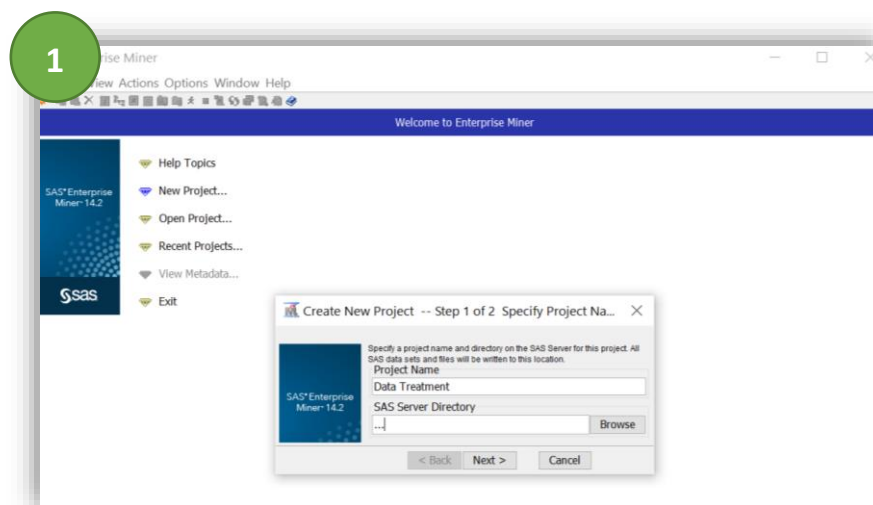 1
rise Miner
iew Actions Options Window Help
Welcome to Enterprise Miner
SAS® Enterprise
Miner™ 14.2
Help Topics
New Project...
Open Project...
Recent Projects...
View Metadata...
Exit
sas
Create New Project -- Step 1 of 2 Specify Project Na...
Specify a project name and directory on the SAS Server for this project. All
SAS data sets and files will be written to this location.
Project Name
Data Treatment
SAS® Enterprise
Miner™ 14.2
SAS Server Directory
...
Browse
< Back Next > Cancel